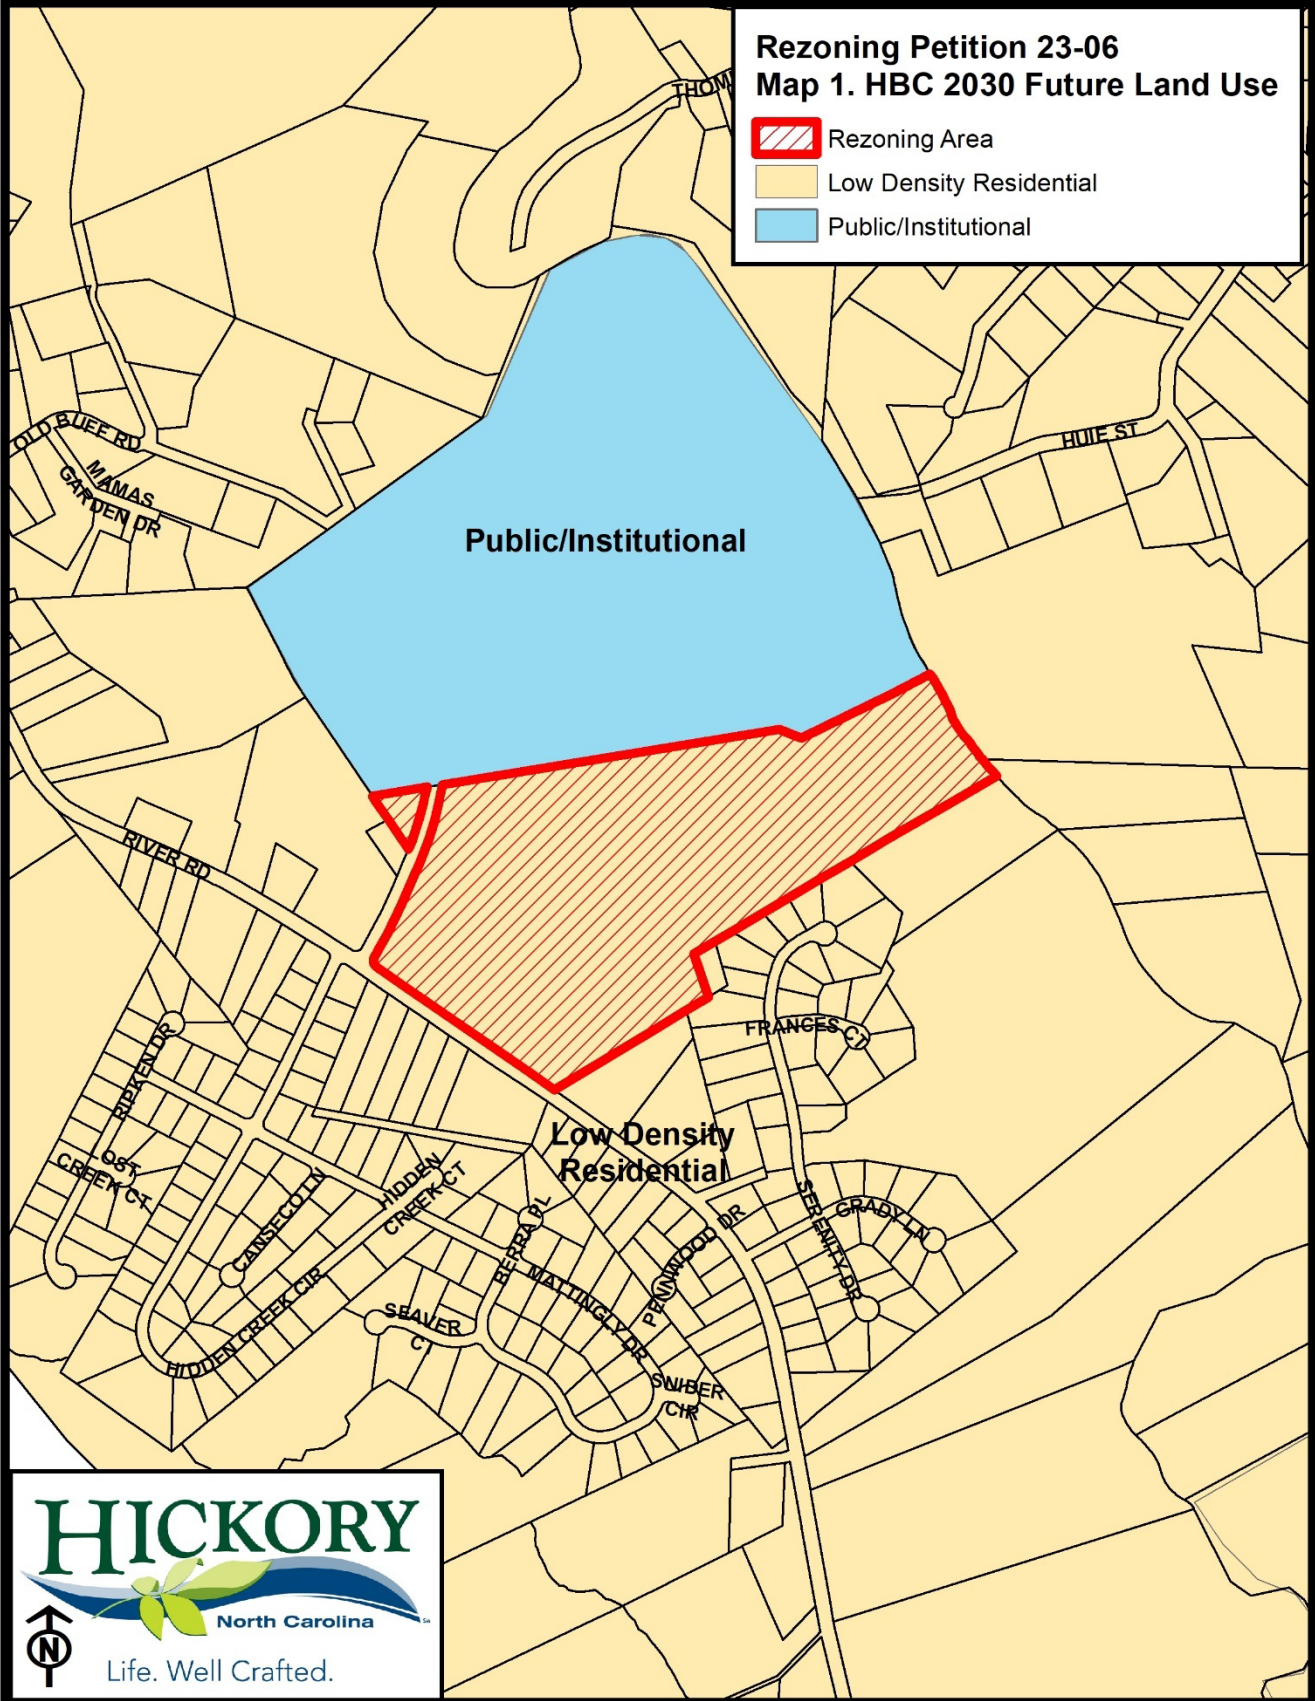 Rezoning Petition 23-06
Map 1. HBC 2030 Future Land Use
Rezoning Area
Low Density Residential
Public/Institutional
OLD BUFF RD
MAMAS
GARDEN DR
HUIE ST
Public/Institutional
RIVER RD
RIPKEN DR
LOST
CREEK CT
CANSECO LN
HIDDEN
CREEK CT
HIDDEN CREEK CIR
FRANCES CT
Low Density
Residential
BERRA PL
MATTINGLY DR
PENNWOOD DR
SERENITY DR
GRADY LN
SEAVER
CT
SNIDER
CIR
HICKORY
North Carolina
Life. Well Crafted.
N